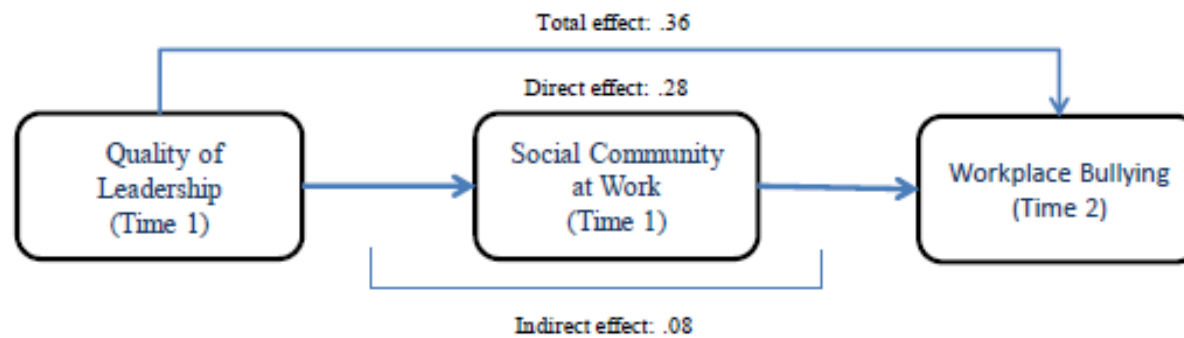 Total effect: .36
Direct effect: .28
Quality of
Leadership
(Time 1)
Social Community
at Work
(Time 1)
Workplace Bullying
(Time 2)
Indirect effect: .08